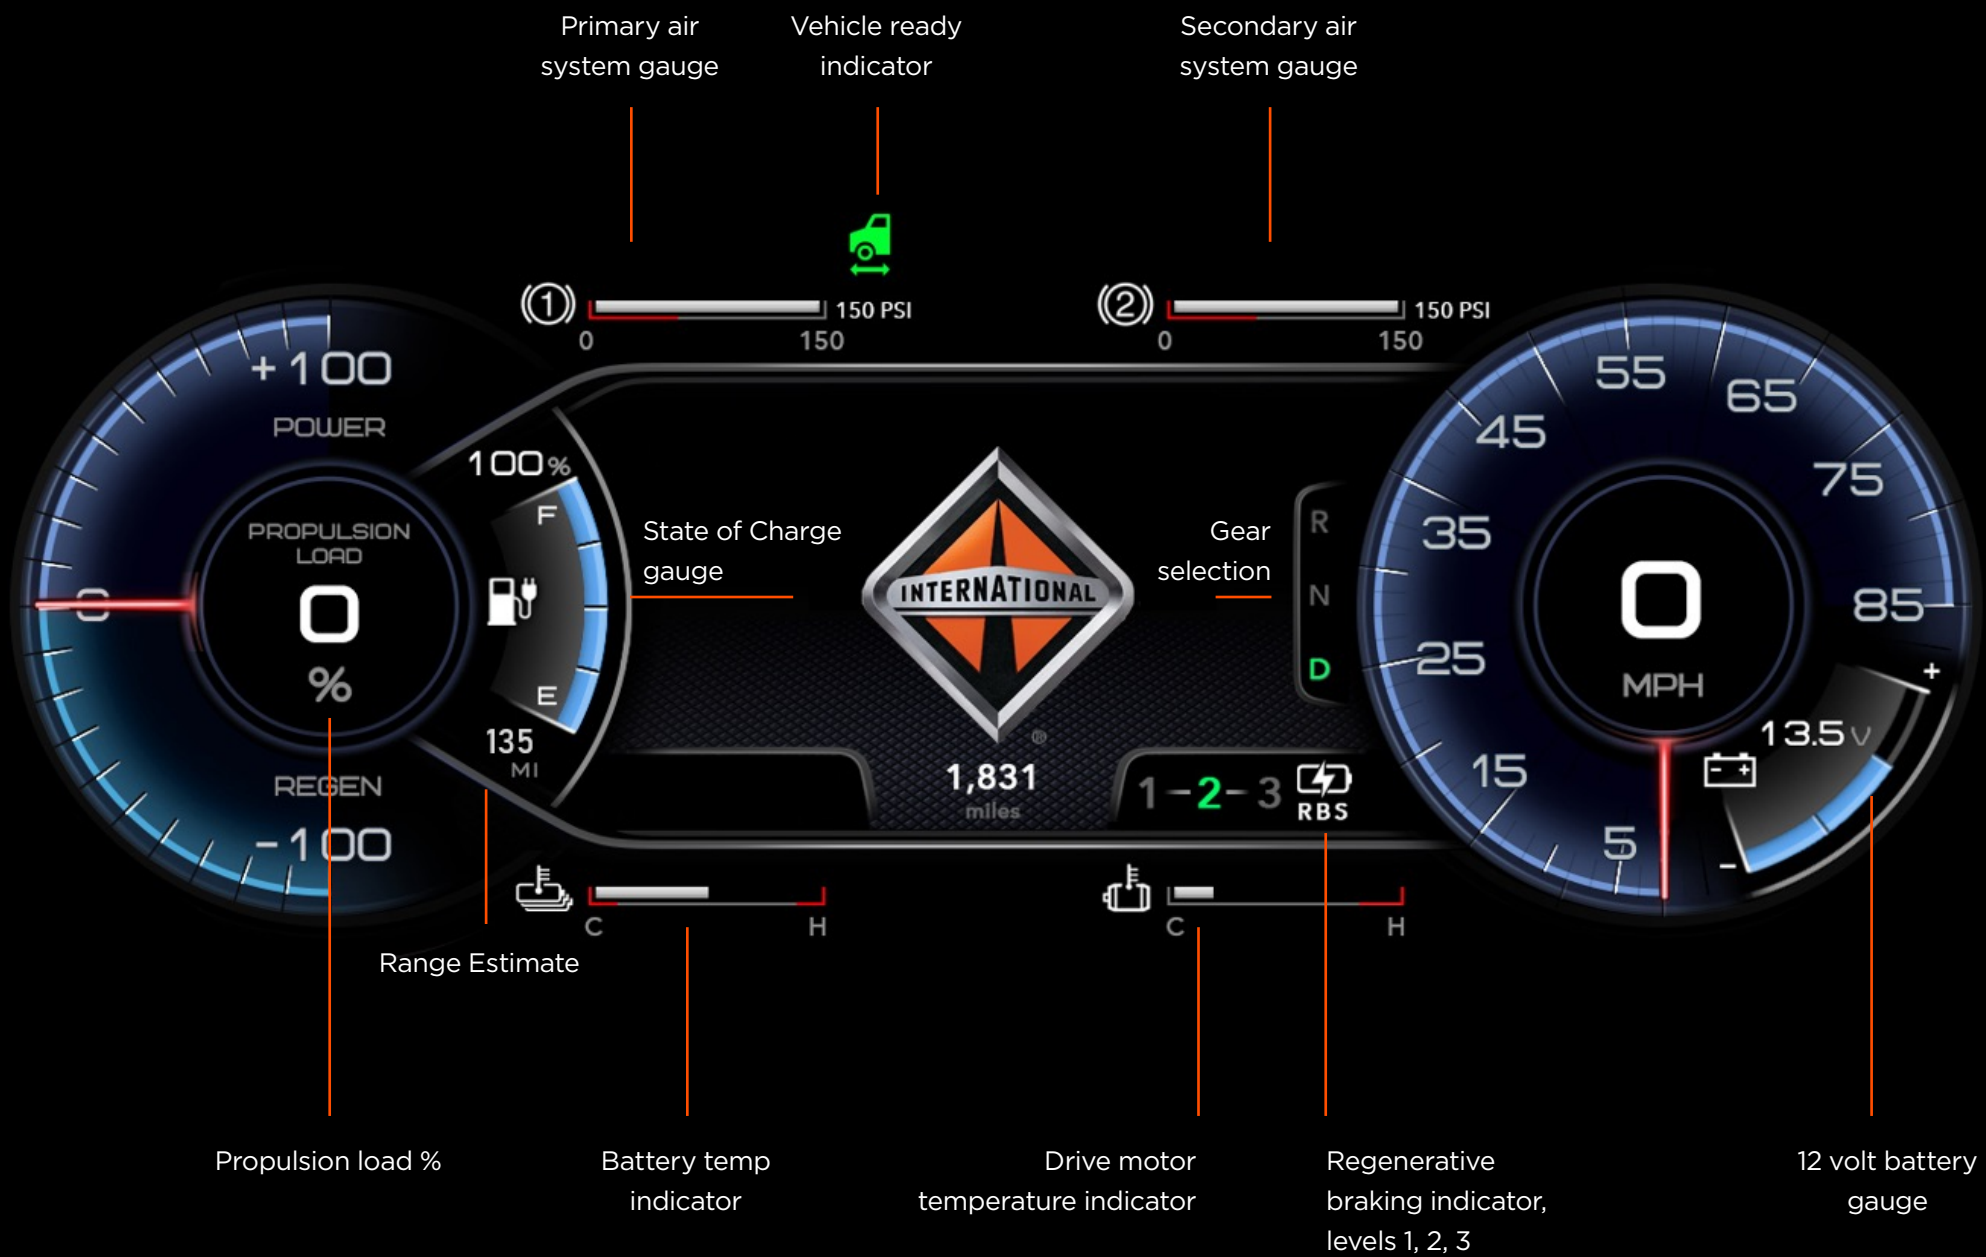 Primary air
system gauge
Vehicle ready
indicator
Secondary air
system gauge
1
150 PSI
0
150
2
150 PSI
0
150
+100
POWER
PROPULSION
LOAD
0
0
%
REGEN
-100
100%
F
E
135
MI
State of Charge
gauge
INTERNATIONAL
®
1,831
miles
Gear
selection
R
N
D
1-2-3
RBS
5
15
25
35
45
55
65
75
85
0
MPH
+
13.5 V
- +
-
C
H
C
H
Range Estimate
Propulsion load %
Battery temp
indicator
Drive motor
temperature indicator
Regenerative
braking indicator,
levels 1, 2, 3
12 volt battery
gauge